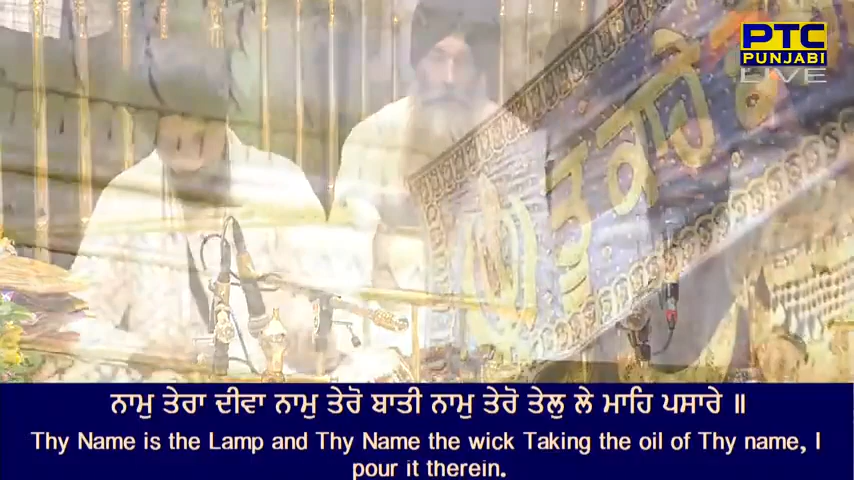 PTC
PUNJABI
LIVE
ਨਾਮੁ ਤੇਰਾ ਦੀਵਾ ਨਾਮੁ ਤੇਰੋ ਬਾਤੀ ਨਾਮੁ ਤੇਰੋ ਤੇਲੁ ਲੇ ਮਾਹਿ ਪਸਾਰੇ ॥
Thy Name is the Lamp and Thy Name the wick Taking the oil of Thy name, I
pour it therein.